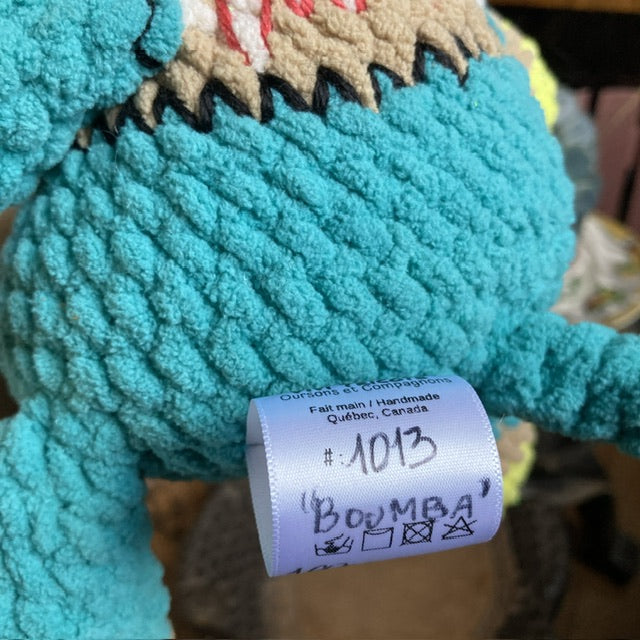 Oursons et Compagnons
Fait main / Handmade
Québec, Canada
#: 1013
"BOUMBA"